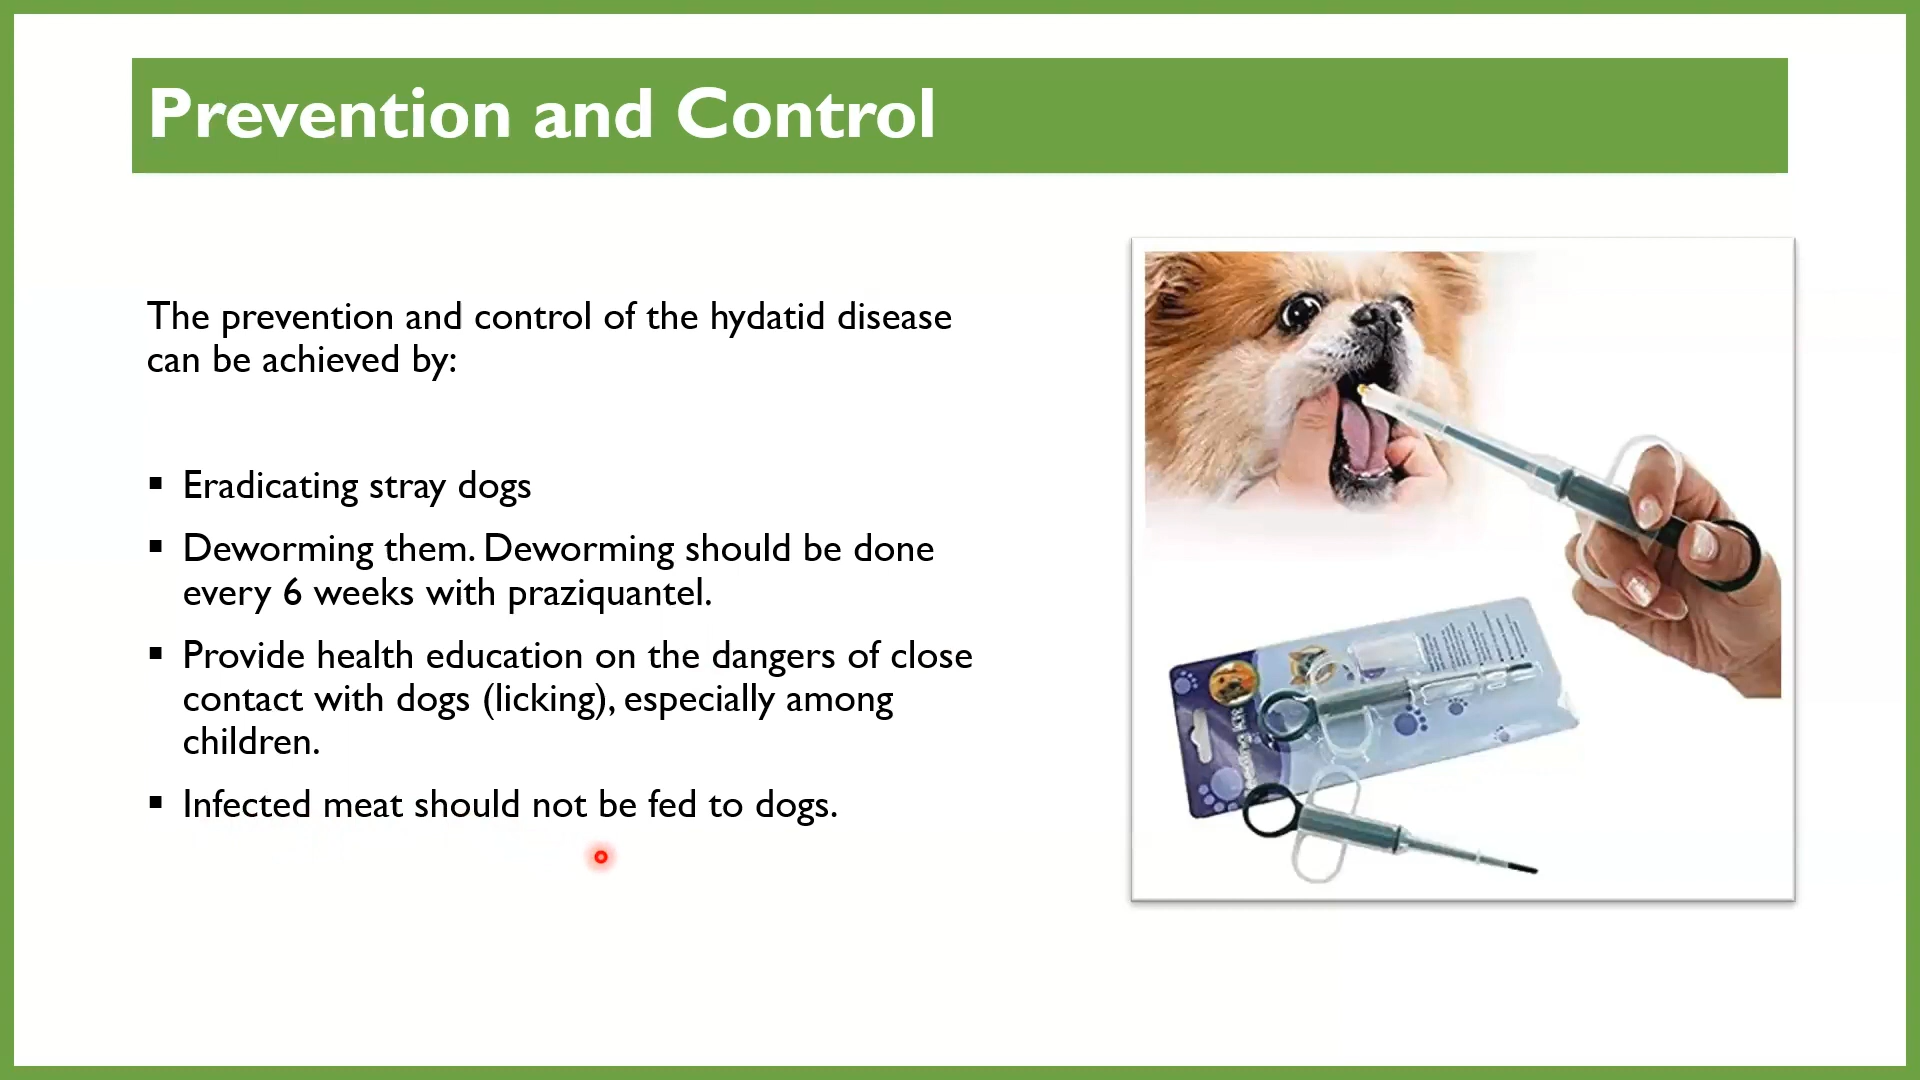 Prevention and Control
The prevention and control of the hydatid disease
can be achieved by:
▪ Eradicating stray dogs
▪ Deworming them. Deworming should be done
every 6 weeks with praziquantel.
▪ Provide health education on the dangers of close
contact with dogs (licking), especially among
children.
▪ Infected meat should not be fed to dogs.